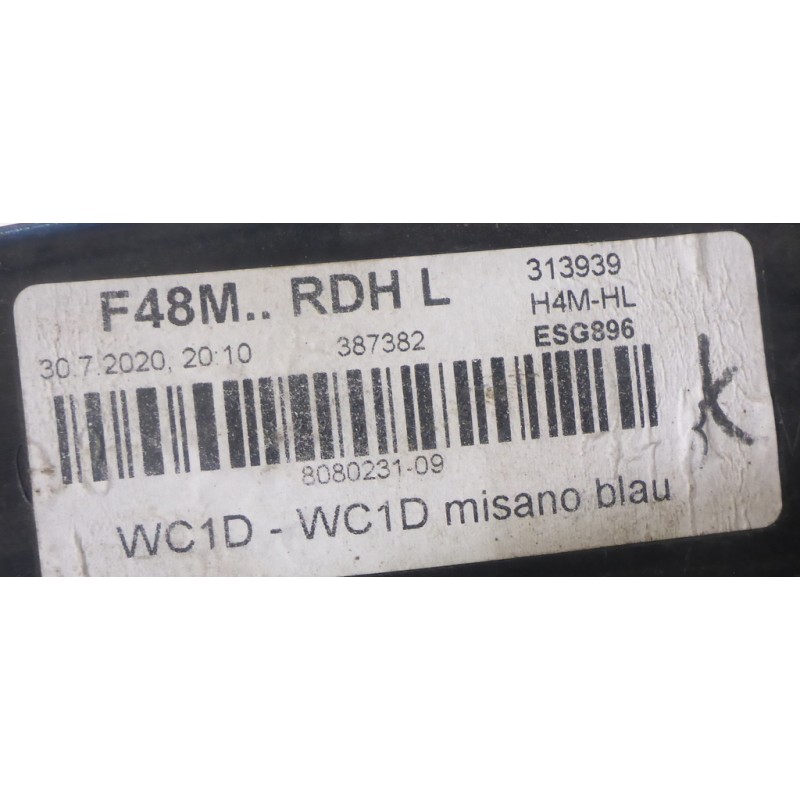 F48M.. RDH L
313939
H4M-HL
30.7.2020, 20:10
387382
ESG896
8080231-09
WC1D - WC1D misano blau
K